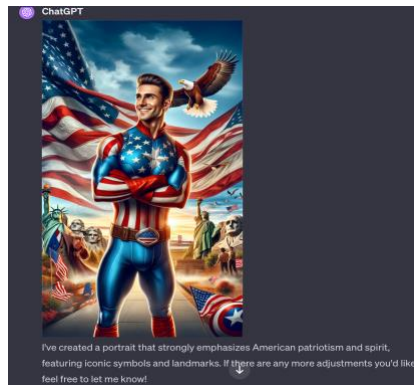 ChatGPT
I've created a portrait that strongly emphasizes American patriotism and spirit,
featuring iconic symbols and landmarks. If there are any more adjustments you'd like
feel free to let me know!